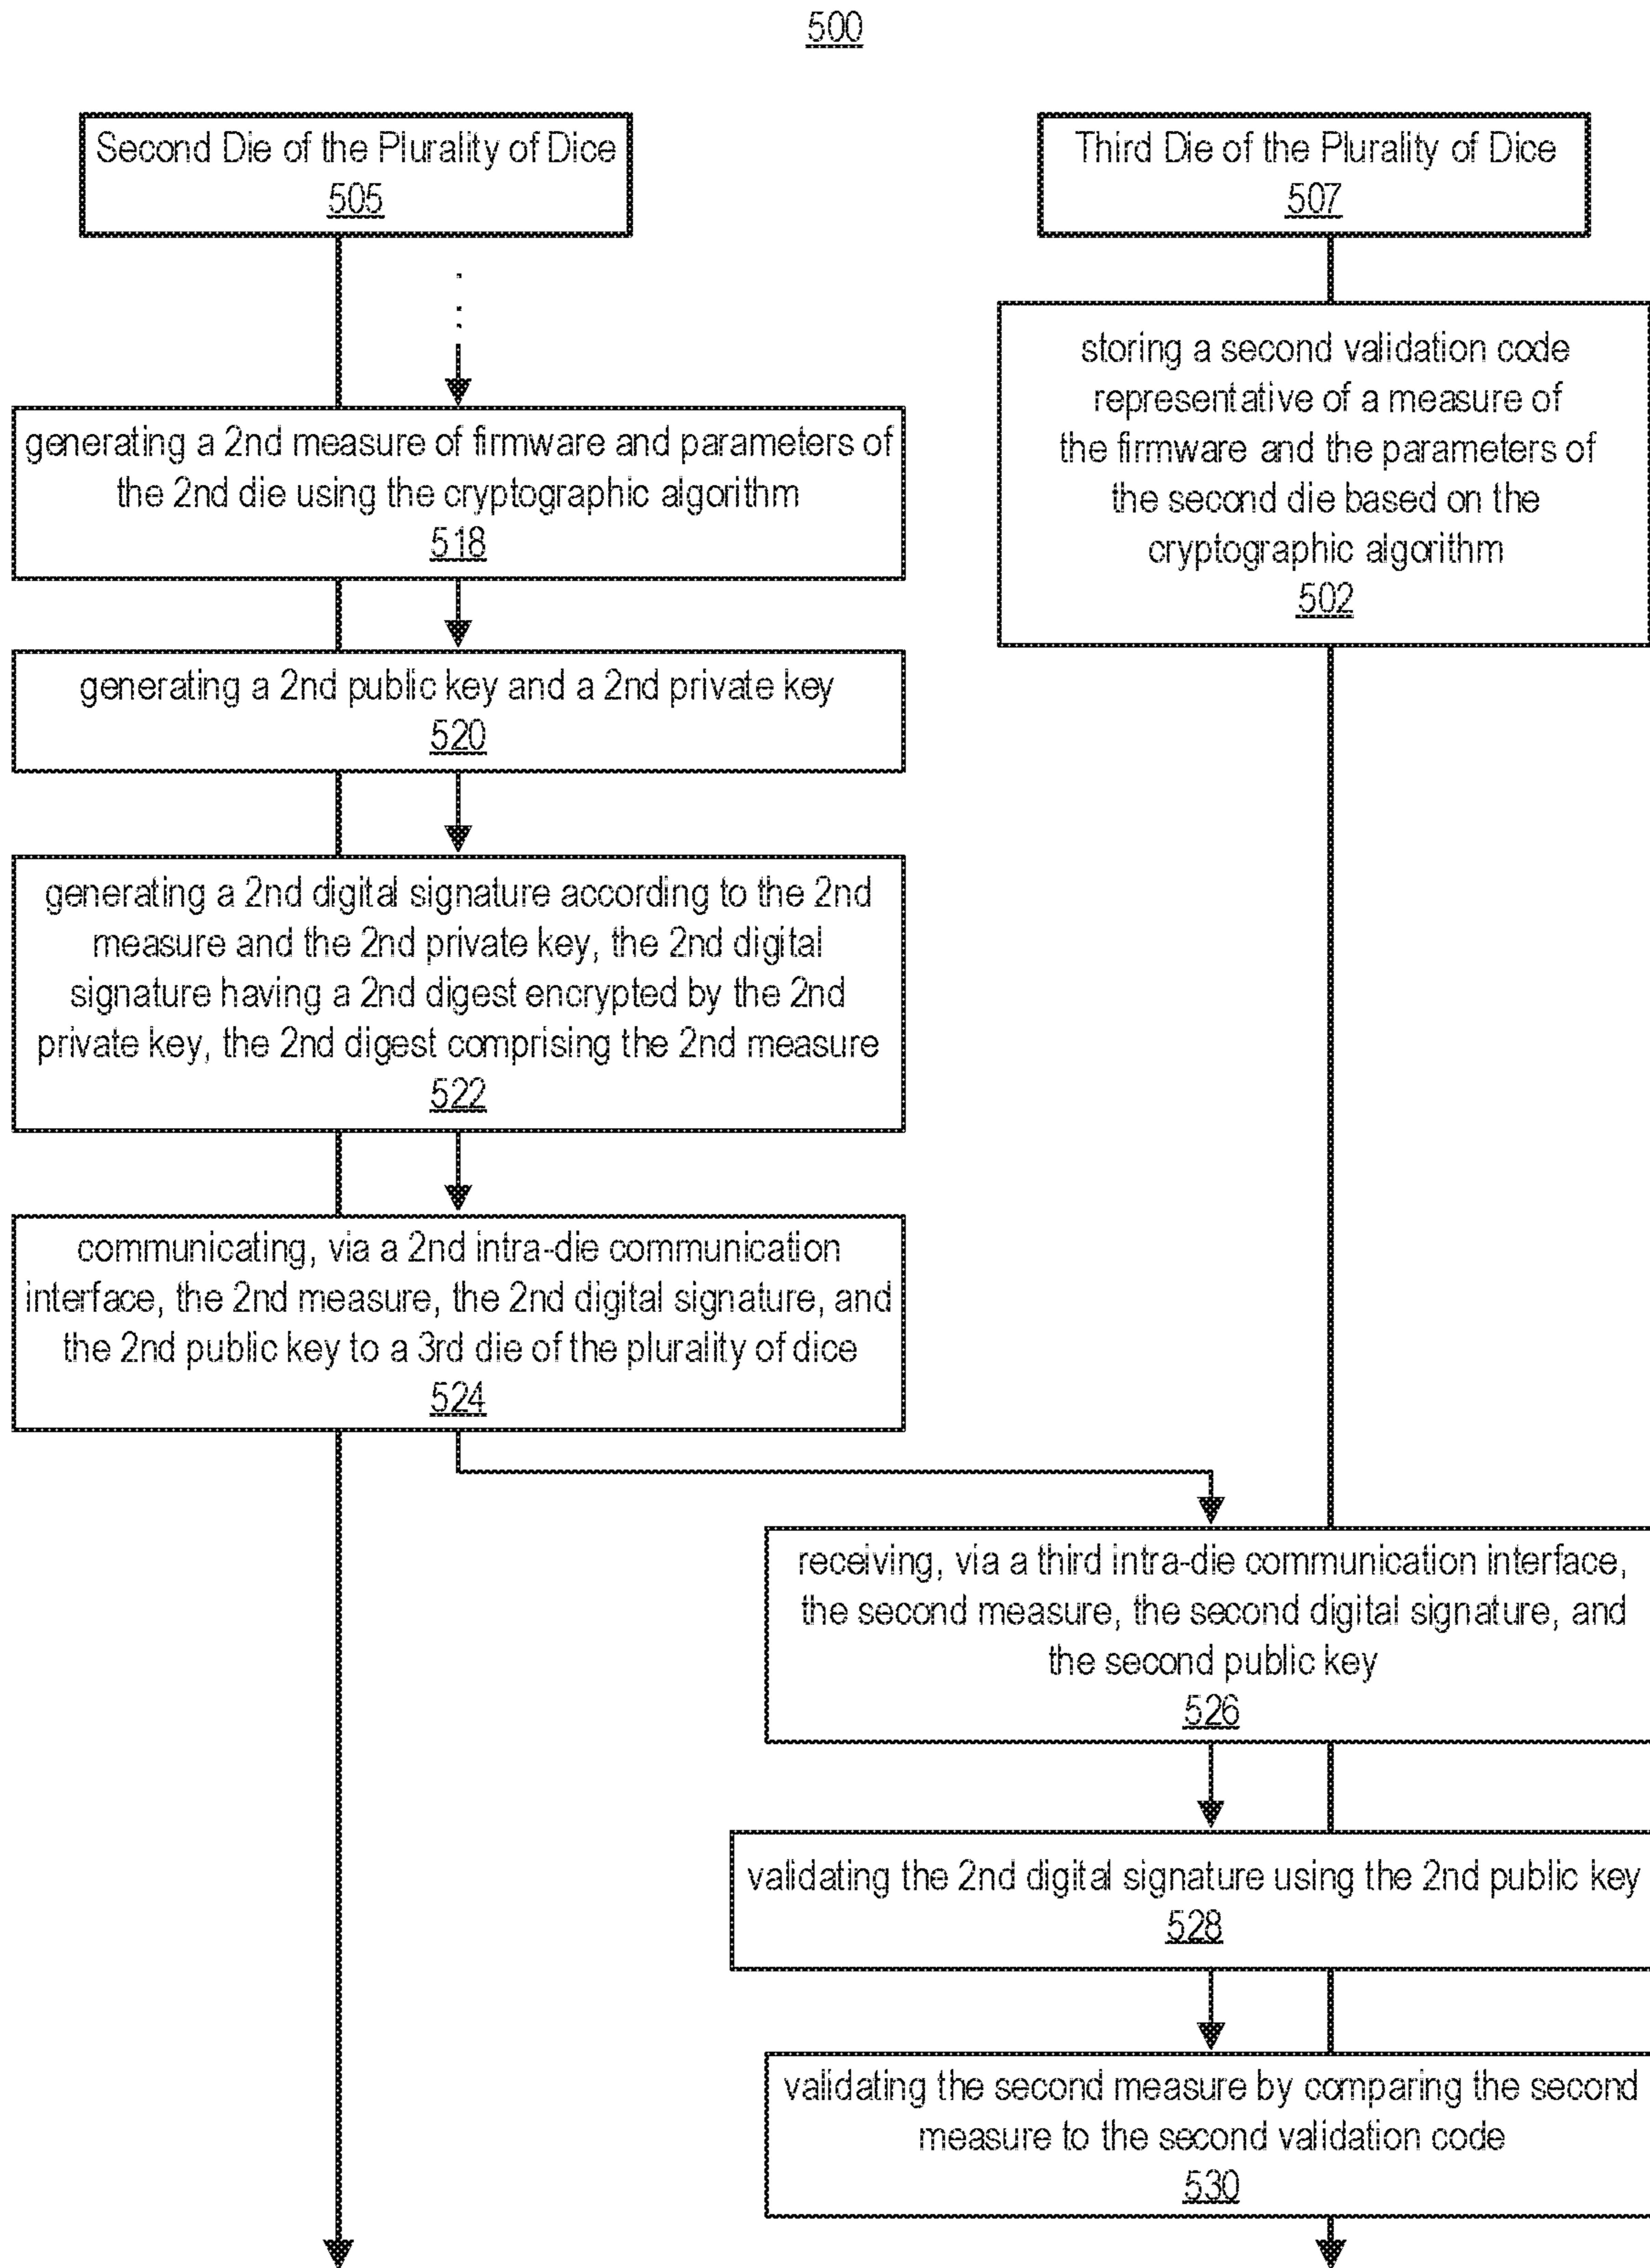 500
Second Die of the Plurality of Dice
505
generating a 2nd measure of firmware and parameters of
the 2nd die using the cryptographic algorithm
518
generating a 2nd public key and a 2nd private key
520
generating a 2nd digital signature according to the 2nd
measure and the 2nd private key, the 2nd digital
signature having a 2nd digest encrypted by the 2nd
private key, the 2nd digest comprising the 2nd measure
522
communicating, via a 2nd intra-die communication
interface, the 2nd measure, the 2nd digital signature, and
the 2nd public key to a 3rd die of the plurality of dice
524
Third Die of the Plurality of Dice
507
storing a second validation code
representative of a measure of
the firmware and the parameters of
the second die based on the
cryptographic algorithm
502
receiving, via a third intra-die communication interface,
the second measure, the second digital signature, and
the second public key
526
validating the 2nd digital signature using the 2nd public key
528
validating the second measure by comparing the second
measure to the second validation code
530